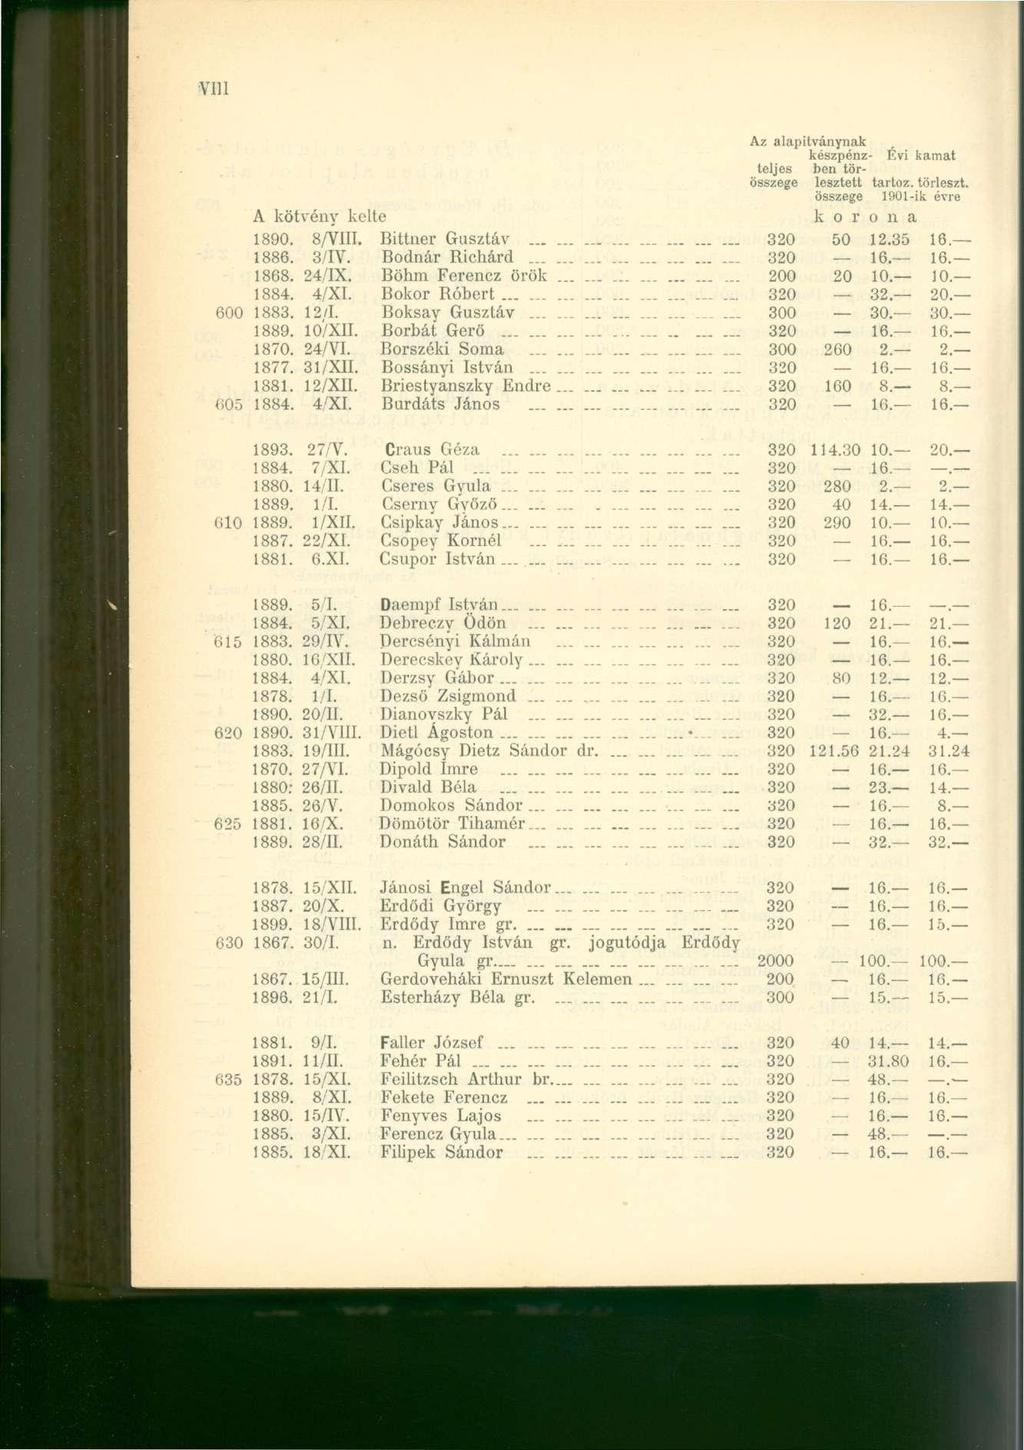 VIII
Az alapitványnak
készpénz- Évi kamat
teljes ben tör-
összege lesztett tartoz. törleszt.
összege 1901-ik évre
A kötvény kelte korona
1890. 8/VIII. Bittner Gusztáv 320 50 12.35 16.—
1886. 3/IV. Bodnár Richárd 320 — 16.— 16.—
1868. 24/IX. Böhm Ferencz örök 200 20 10.— 10.—
1884. 4/XI. Bokor Róbert 320 — 32.— 20.—
600 1883. 12/I. Boksay Gusztáv 300 — 30.— 30.—
1889. 10/XII. Borbát Gerő 320 — 16.— 16.—
1870. 24/VI. Borszéki Soma 300 260 2.— 2.—
1877. 31/XII. Bossányi István 320 — 16.— 16.—
1881. 12/XII. Briestyanszky Endre 320 160 8.— 8.—
605 1884. 4/XI. Burdáts János 320 — 16.— 16.—
1893. 27/V. Craus Géza 320 114.30 10.— 20.—
1884. 7/XI. Cseh Pál 320 — 16.— —.—
1880. 14/II. Cseres Gyula 320 280 2.— 2.—
1889. 1/I. Cserny Győző 320 40 14.— 14.—
610 1889. 1/XII. Csipkay János 320 290 10.— 10.—
1887. 22/XI. Csopey Kornél 320 — 16.— 16.—
1881. 6.XI. Csupor István 320 — 16.— 16.—
1889. 5/I. Daempf István 320 — 16.— —.—
1884. 5/XI. Debreczy Ödön 320 120 21.— 21.—
615 1883. 29/IV. Dercsényi Kálmán 320 — 16.— 16.—
1880. 16/XII. Derecskey Károly 320 — 16.— 16.—
1884. 4/XI. Derzsy Gábor 320 80 12.— 12.—
1878. 1/I. Dezső Zsigmond 320 — 16.— 16.—
1890. 20/II. Dianovszky Pál 320 — 32.— 16.—
620 1890. 31/VIII. Dietl Ágoston 320 — 16.— 4.—
1883. 19/III. Mágócsy Dietz Sándor dr. 320 121.56 21.24 31.24
1870. 27/VI. Dipold Imre 320 — 16.— 16.—
1880. 26/II. Divald Béla 320 — 23.— 14.—
1885. 26/V. Domokos Sándor 320 — 16.— 8.—
625 1881. 16/X. Dömötör Tihamér 320 — 16.— 16.—
1889. 28/II. Donáth Sándor 320 — 32.— 32.—
1878. 15/XII. Jánosi Engel Sándor 320 — 16.— 16.—
1887. 20/X. Erdődi György 320 — 16.— 16.—
1899. 18/VIII. Erdődy Imre gr. 320 — 16.— 15.—
630 1867. 30/I. n. Erdődy István gr. jogutódja Erdődy
Gyula gr. 2000 — 100.— 100.—
1867. 15/III. Gerdoveháki Ernuszt Kelemen 200 — 16.— 16.—
1896. 21/I. Esterházy Béla gr. 300 — 15.— 15.—
1881. 9/I. Faller József 320 40 14.— 14.—
1891. 11/II. Fehér Pál 320 — 31.80 16.—
635 1878. 15/XI. Feilitzsch Arthur br. 320 — 48.— —.—
1889. 8/XI. Fekete Ferencz 320 — 16.— 16.—
1880. 15/IV. Fenyves Lajos 320 — 16.— 16.—
1885. 3/XI. Ferencz Gyula 320 — 48.— —.—
1885. 18/XI. Filipek Sándor 320 — 16.— 16.—